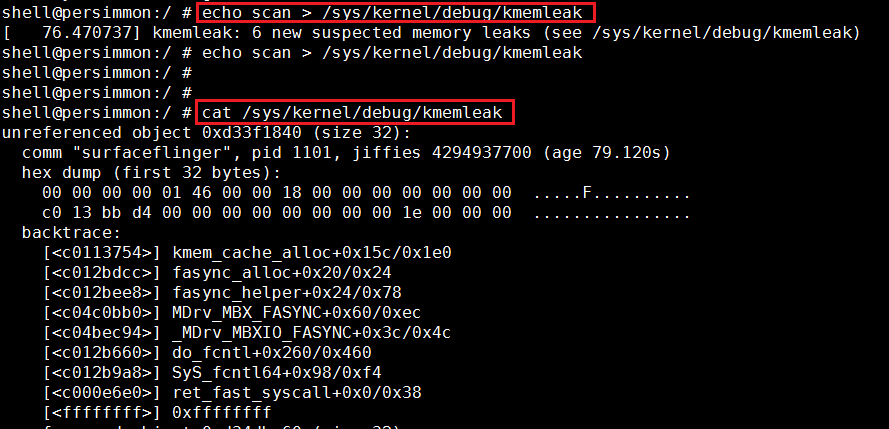 shell@persimmon:/ # echo scan > /sys/kernel/debug/kmemleak
[   76.470737] kmemleak: 6 new suspected memory leaks (see /sys/kernel/debug/kmemleak)
shell@persimmon:/ # echo scan > /sys/kernel/debug/kmemleak
shell@persimmon:/ #
shell@persimmon:/ #
shell@persimmon:/ # cat /sys/kernel/debug/kmemleak
unreferenced object 0xd33f1840 (size 32):
  comm "surfaceflinger", pid 1101, jiffies 4294937700 (age 79.120s)
  hex dump (first 32 bytes):
    00 00 00 00 01 46 00 00 18 00 00 00 00 00 00 00  .....F..........
    c0 13 bb d4 00 00 00 00 00 00 00 00 1e 00 00 00  ................
  backtrace:
    [<c0113754>] kmem_cache_alloc+0x15c/0x1e0
    [<c012bdcc>] fasync_alloc+0x20/0x24
    [<c012bee8>] fasync_helper+0x24/0x78
    [<c04c0bb0>] MDrv_MBX_FASYNC+0x60/0xec
    [<c04bec94>] _MDrv_MBXIO_FASYNC+0x3c/0x4c
    [<c012b660>] do_fcntl+0x260/0x460
    [<c012b9a8>] SyS_fcntl64+0x98/0xf4
    [<c000e6e0>] ret_fast_syscall+0x0/0x38
    [<ffffffff>] 0xffffffff